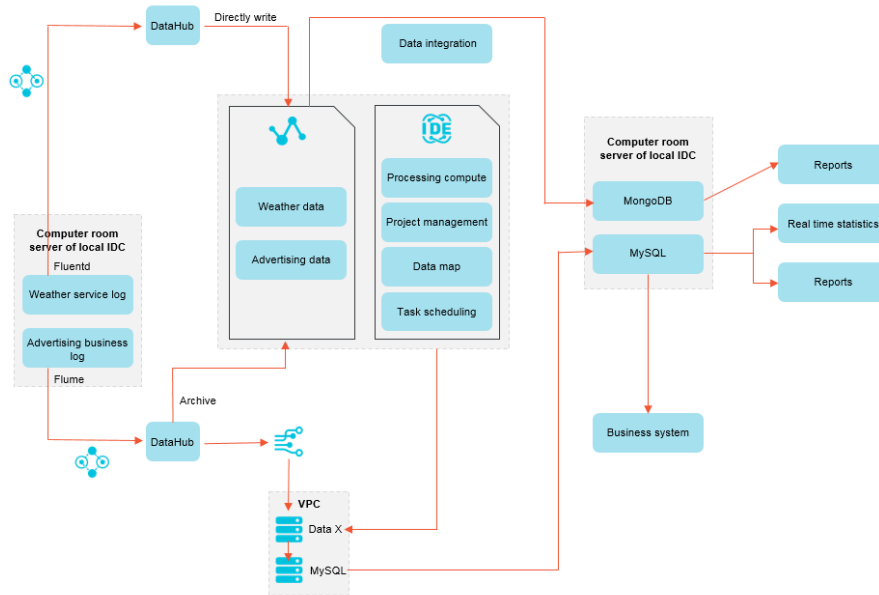 DataHub
Directly write
Data integration
Computer room
server of local IDC
Fluentd
Weather service log
Advertising business
log
Flume
Weather data
Advertising data
IDE
Processing compute
Project management
Data map
Task scheduling
Computer room
server of local IDC
MongoDB
MySQL
Reports
Real time statistics
Reports
Business system
Archive
DataHub
VPC
Data X
MySQL